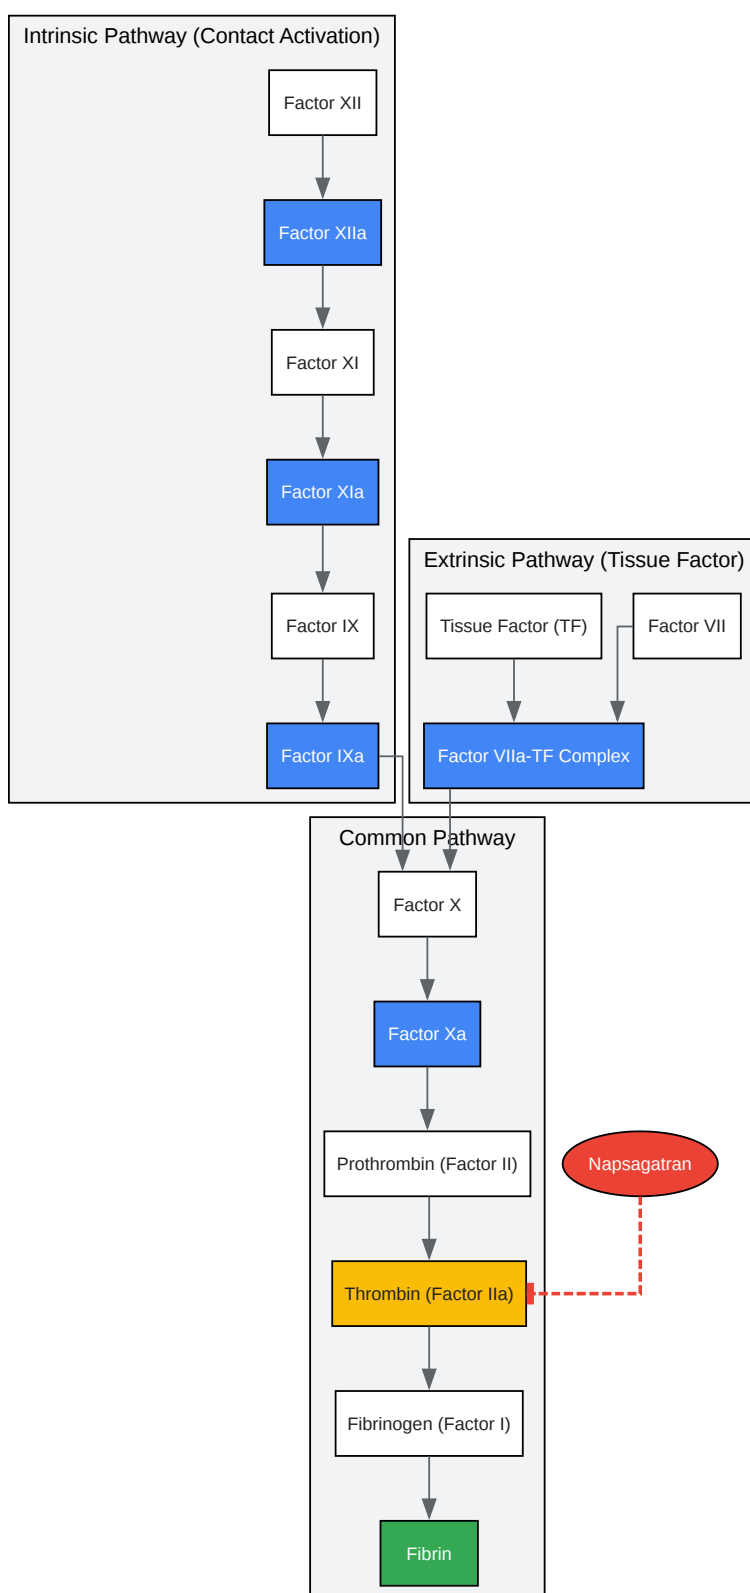 Intrinsic Pathway (Contact Activation)
Factor XII
Factor XIIa
Factor XI
Factor XIa
Factor IX
Factor IXa
Extrinsic Pathway (Tissue Factor)
Tissue Factor (TF)
Factor VII
Factor VIIa-TF Complex
Common Pathway
Factor X
Factor Xa
Prothrombin (Factor II)
Napsagatran
Thrombin (Factor IIa)
Fibrinogen (Factor I)
Fibrin